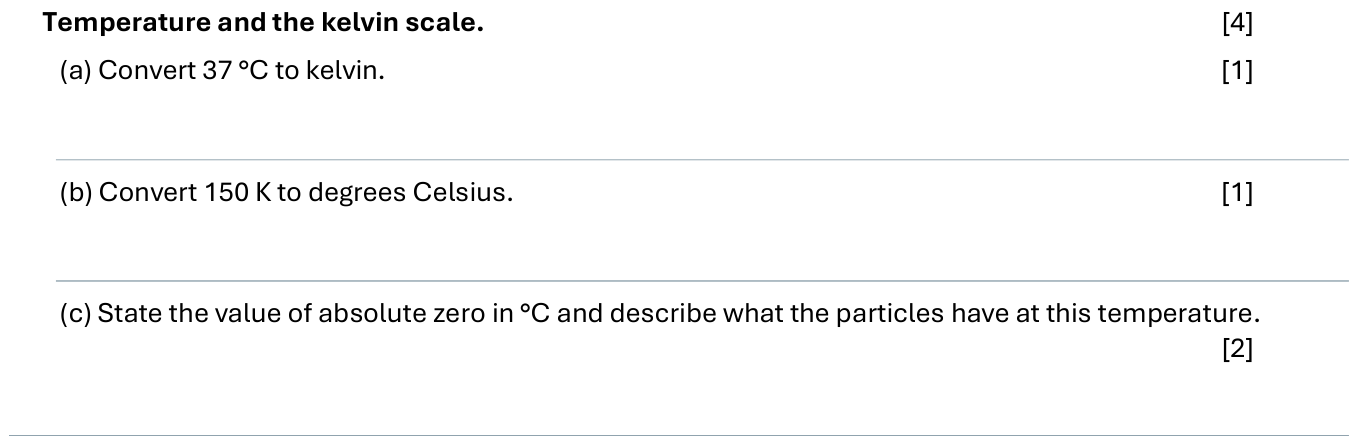 Temperature and the kelvin scale. [4]
(a) Convert 37 °C to kelvin. [1]
(b) Convert 150 K to degrees Celsius. [1]
(c) State the value of absolute zero in °C and describe what the particles have at this temperature.
[2]